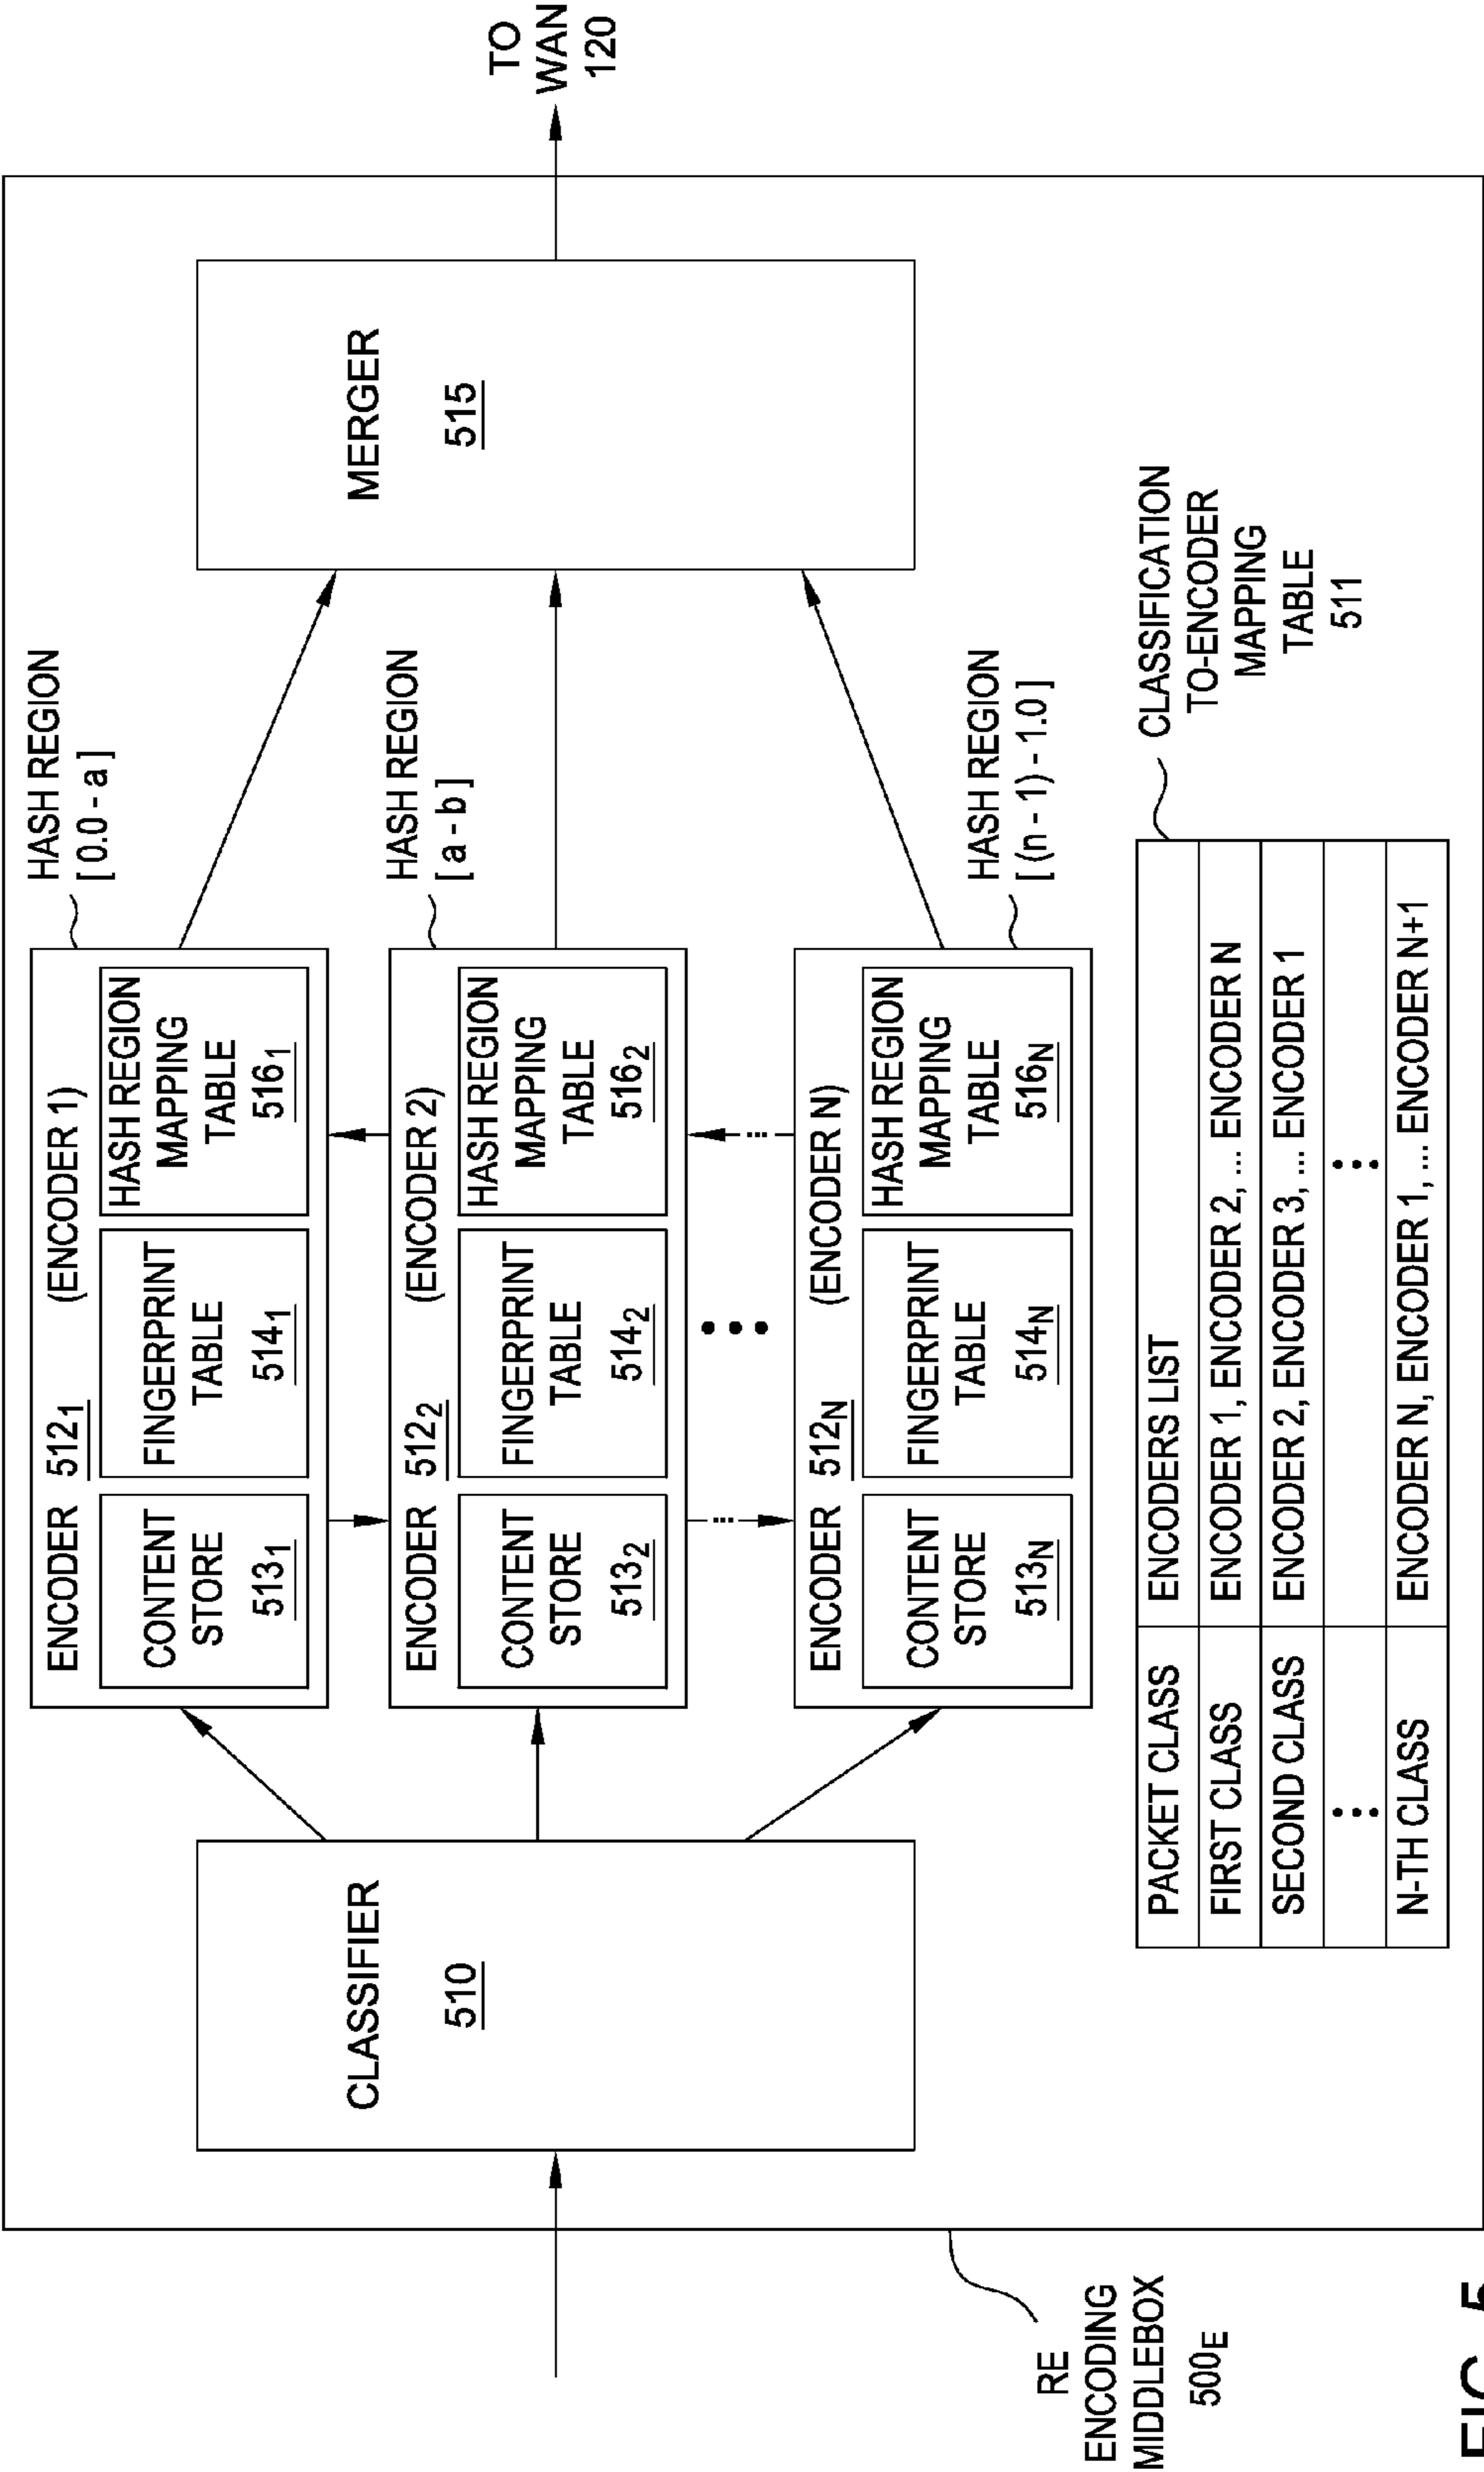 CLASSIFIER
510
ENCODER 512₁ (ENCODER 1)
CONTENT
STORE
513₁
FINGERPRINT
TABLE
514₁
HASH REGION
MAPPING
TABLE
516₁
HASH REGION
[ 0.0 - a ]
ENCODER 512₂ (ENCODER 2)
CONTENT
STORE
513₂
FINGERPRINT
TABLE
514₂
HASH REGION
MAPPING
TABLE
516₂
HASH REGION
[ a - b ]
ENCODER 512N (ENCODER N)
CONTENT
STORE
513N
FINGERPRINT
TABLE
514N
HASH REGION
MAPPING
TABLE
516N
HASH REGION
[ (n - 1) - 1.0 ]
MERGER
515
TO
WAN
120
PACKET CLASS ENCODERS LIST
FIRST CLASS ENCODER 1, ENCODER 2, ... ENCODER N
SECOND CLASS ENCODER 2, ENCODER 3, ... ENCODER 1
N-TH CLASS ENCODER N, ENCODER 1, ... ENCODER N+1
CLASSIFICATION
TO-ENCODER
MAPPING
TABLE
511
RE
ENCODING
MIDDLEBOX
500E
FIG. 5